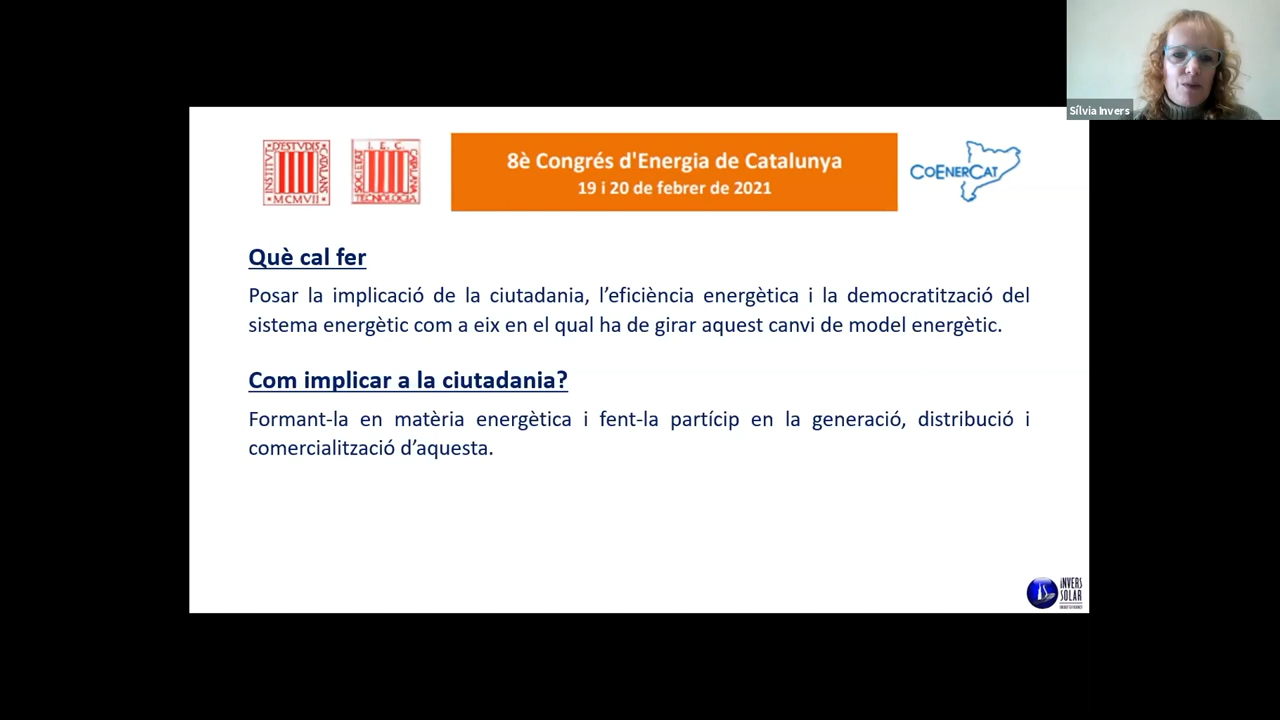 Sílvia Invers
INSTITUT
D'ESTUDIS
CATALANS
·MCMVII·
I. E. C.
SOCIETAT
CATALANA
TECNOLOGIA
8è Congrés d'Energia de Catalunya
19 i 20 de febrer de 2021
COENERCAT
Què cal fer
Posar la implicació de la ciutadania, l’eficiència energètica i la democratització del
sistema energètic com a eix en el qual ha de girar aquest canvi de model energètic.
Com implicar a la ciutadania?
Formant-la en matèria energètica i fent-la partícip en la generació, distribució i
comercialització d’aquesta.
INVERS
SOLAR